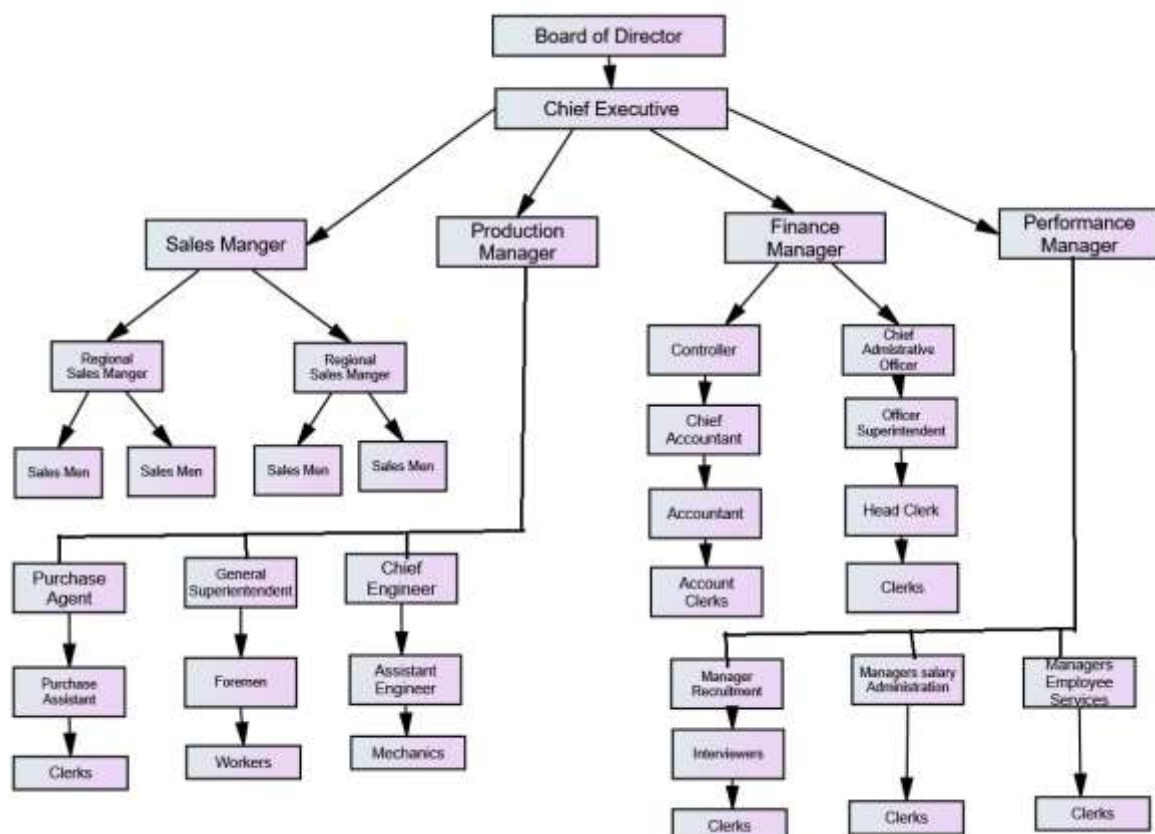 Board of Director
Chief Executive
Sales Manger
Production
Manager
Finance
Manager
Performance
Manager
Regional
Sales Manger
Regional
Sales Manger
Controller
Chief
Admistrative
Officer
Sales Men
Sales Men
Sales Men
Sales Men
Chief
Accountant
Officer
Superintendent
Accountant
Head Clerk
Purchase
Agent
General
Superientendent
Chief
Engineer
Account
Clerks
Clerks
Purchase
Assistant
Foremen
Assistant
Engineer
Manager
Recruitment
Managers salary
Administration
Managers
Employee
Services
Clerks
Workers
Mechanics
Interviewers
Clerks
Clerks
Clerks